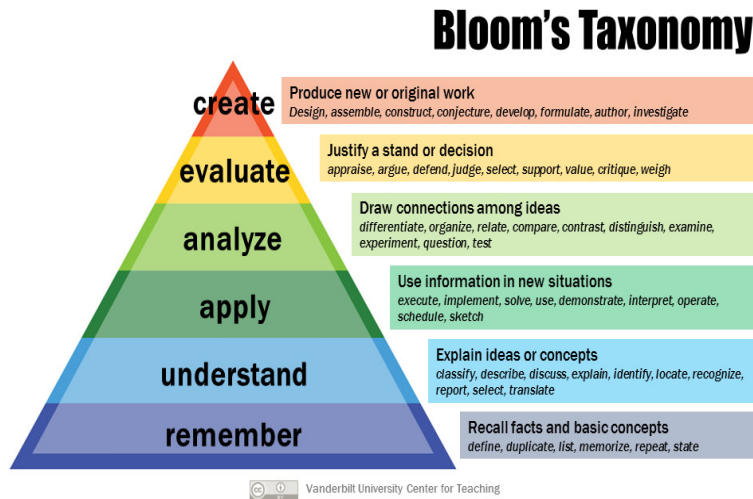 Bloom's Taxonomy
create
Produce new or original work
Design, assemble, construct, conjecture, develop, formulate, author, investigate
evaluate
Justify a stand or decision
appraise, argue, defend, judge, select, support, value, critique, weigh
analyze
Draw connections among ideas
differentiate, organize, relate, compare, contrast, distinguish, examine,
experiment, question, test
apply
Use information in new situations
execute, implement, solve, use, demonstrate, interpret, operate,
schedule, sketch
understand
Explain ideas or concepts
classify, describe, discuss, explain, identify, locate, recognize,
report, select, translate
remember
Recall facts and basic concepts
define, duplicate, list, memorize, repeat, state
cc
Vanderbilt University Center for Teaching